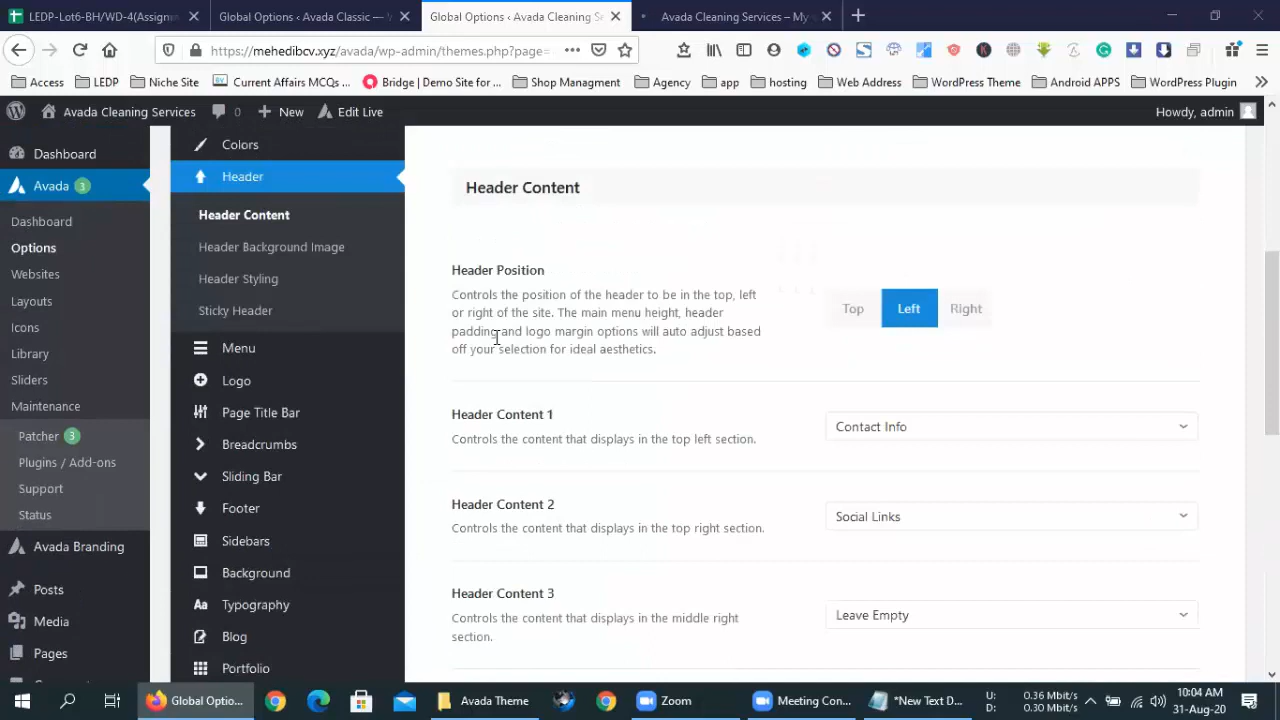 LEDP-Lot6-BH/WD-4(Assignm
Global Options ‹ Avada Classic — W
Global Options ‹ Avada Cleaning Se
Avada Cleaning Services – My W
https://mehedibcv.xyz/avada/wp-admin/themes.php?page=
Access
LEDP
Niche Site
Current Affairs MCQs ...
Bridge | Demo Site for ...
Shop Managment
Agency
app
hosting
Web Address
WordPress Theme
Android APPS
WordPress Plugin
Avada Cleaning Services
0
New
Edit Live
Howdy, admin
Dashboard
Avada 3
Dashboard
Options
Websites
Layouts
Icons
Library
Sliders
Maintenance
Patcher 3
Plugins / Add-ons
Support
Status
Avada Branding
Posts
Media
Pages
Colors
Header
Header Content
Header Background Image
Header Styling
Sticky Header
Menu
Logo
Page Title Bar
Breadcrumbs
Sliding Bar
Footer
Sidebars
Background
Aa Typography
Blog
Portfolio
Header Content
Header Position
Controls the position of the header to be in the top, left
or right of the site. The main menu height, header
padding and logo margin options will auto adjust based
off your selection for ideal aesthetics.
Top
Left
Right
Header Content 1
Controls the content that displays in the top left section.
Contact Info
Header Content 2
Controls the content that displays in the top right section.
Social Links
Header Content 3
Controls the content that displays in the middle right
section.
Leave Empty
Global Optio...
Avada Theme
Zoom
Meeting Con...
*New Text D...
U: 0.36 Mbit/s
D: 0.30 Mbit/s
10:04 AM
31-Aug-20